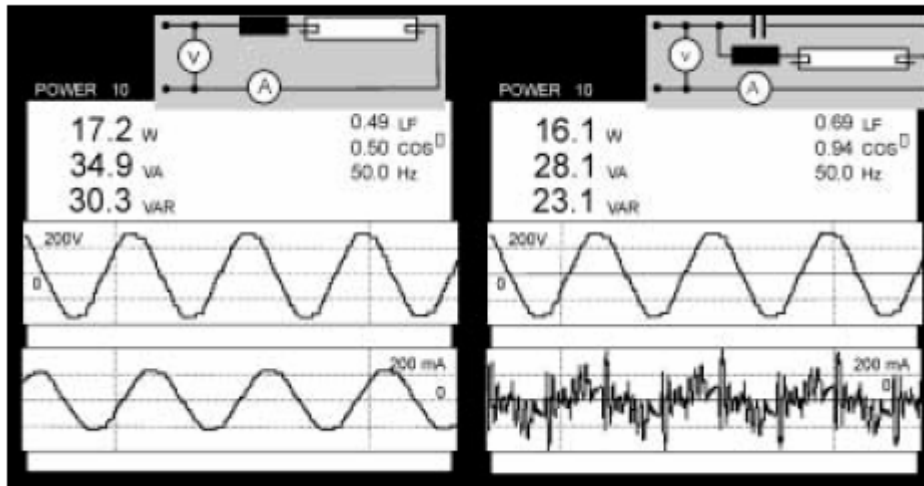 V
A
POWER 10
17.2 W
34.9 VA
30.3 VAR
0.49 LF
0.50 COS▯
50.0 Hz
200V
0
200 mA
0
V
A
POWER 10
16.1 W
28.1 VA
23.1 VAR
0.69 LF
0.94 COS▯
50.0 Hz
200V
0
200 mA
0